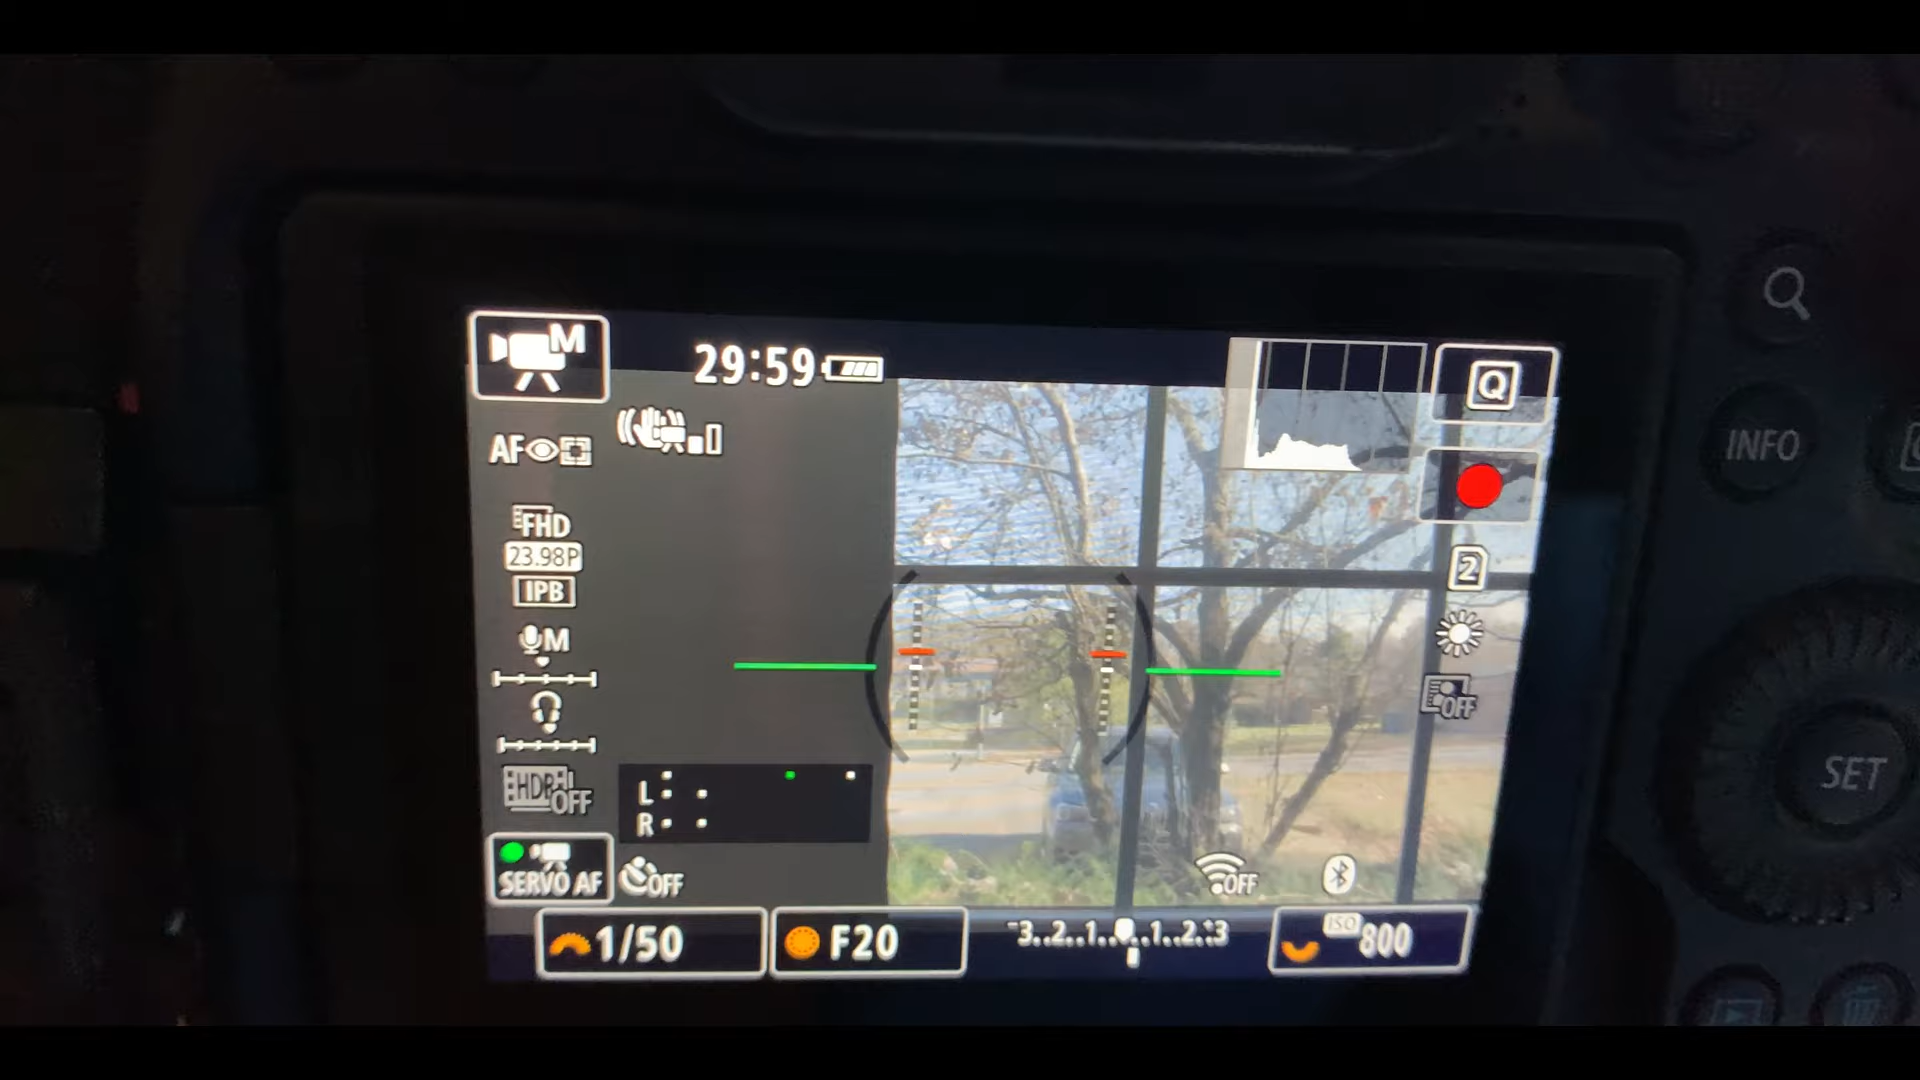 M
29:59
Q
AF
INFO
FHD
23.98P
IPB
2
M
OFF
HDR OFF
SET
L
R
SERVO AF
OFF
OFF
1/50
F20
-3..2..1....1..2.+3
ISO 800